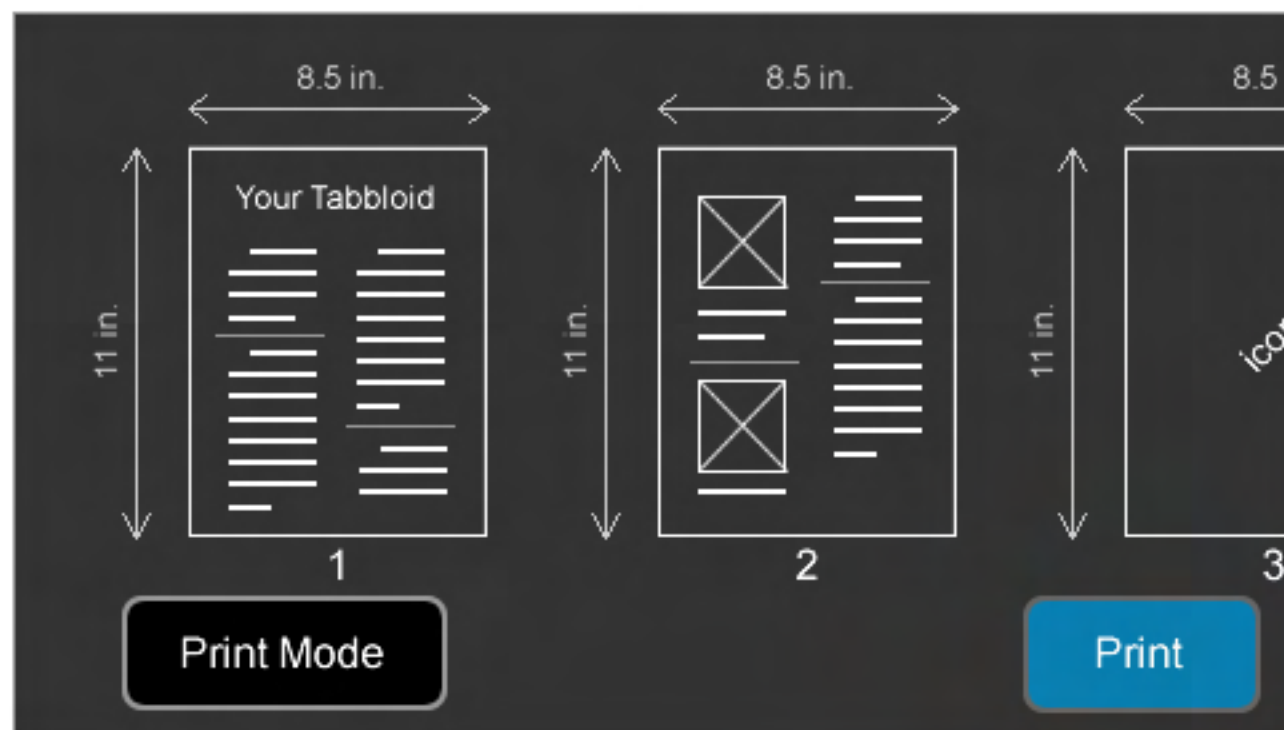 8.5 in.
8.5 in.
8.5
Your Tabbloid
11 in.
11 in.
11 in.
1
2
3
Print Mode
Print